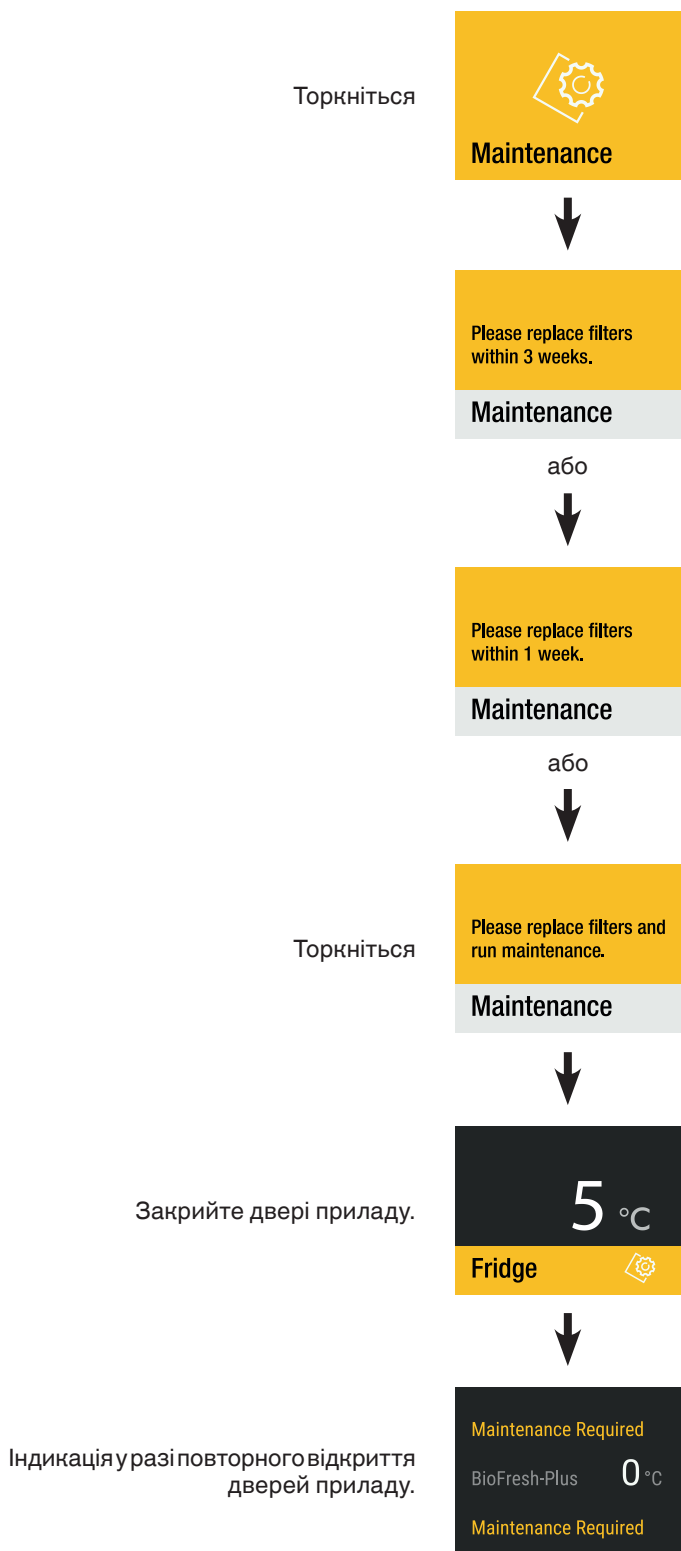 Торкніться
Maintenance
Please replace filters
within 3 weeks.
Maintenance
або
Please replace filters
within 1 week.
Maintenance
або
Торкніться
Please replace filters and
run maintenance.
Maintenance
Закрийте двері приладу.
5 °C
Fridge
Індикація у разі повторного відкриття
дверей приладу.
Maintenance Required
BioFresh-Plus 0 °C
Maintenance Required